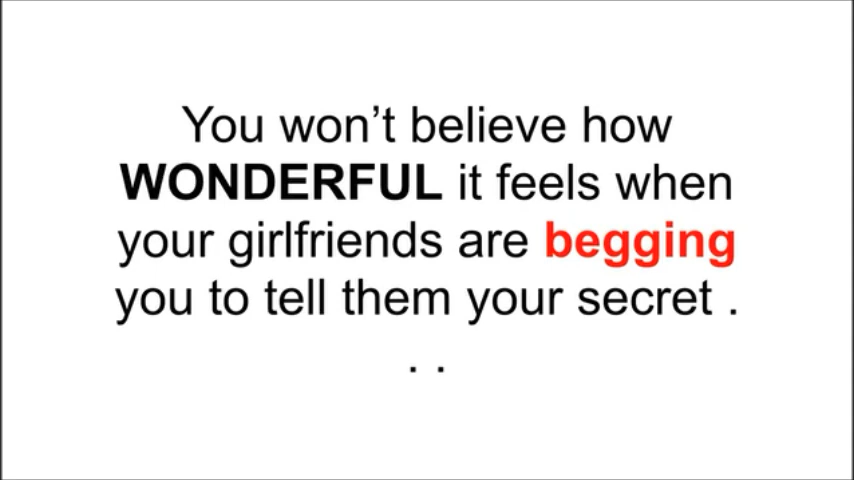 You won’t believe how
WONDERFUL it feels when
your girlfriends are begging
you to tell them your secret .
. .